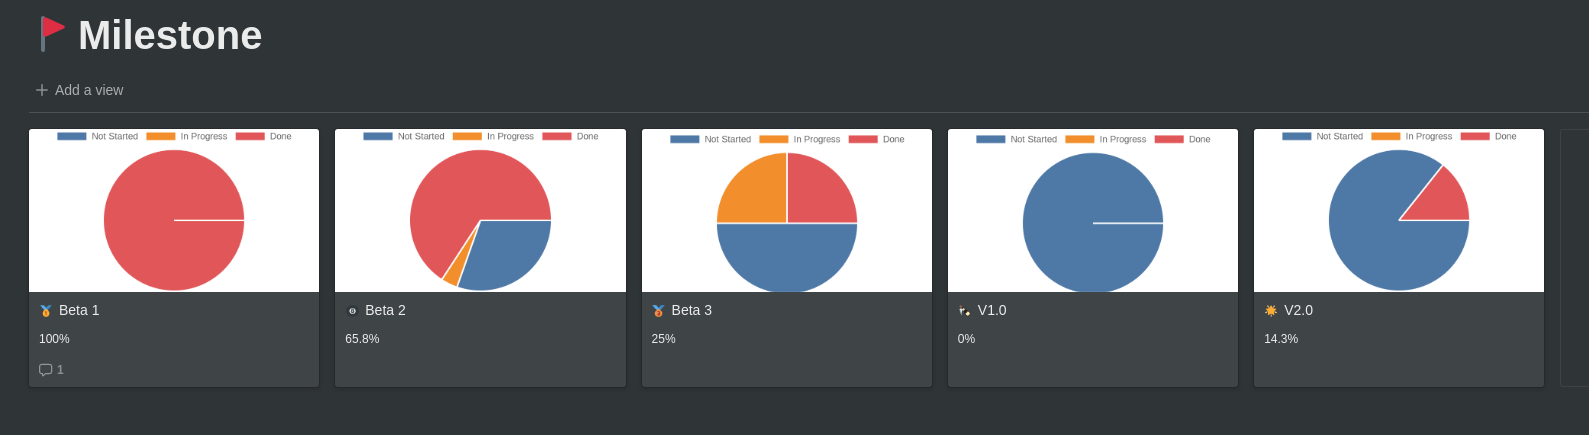 Milestone
Add a view
Not Started In Progress Done
Beta 1
100%
1
Not Started In Progress Done
Beta 2
65.8%
Not Started In Progress Done
Beta 3
25%
Not Started In Progress Done
V1.0
0%
Not Started In Progress Done
V2.0
14.3%